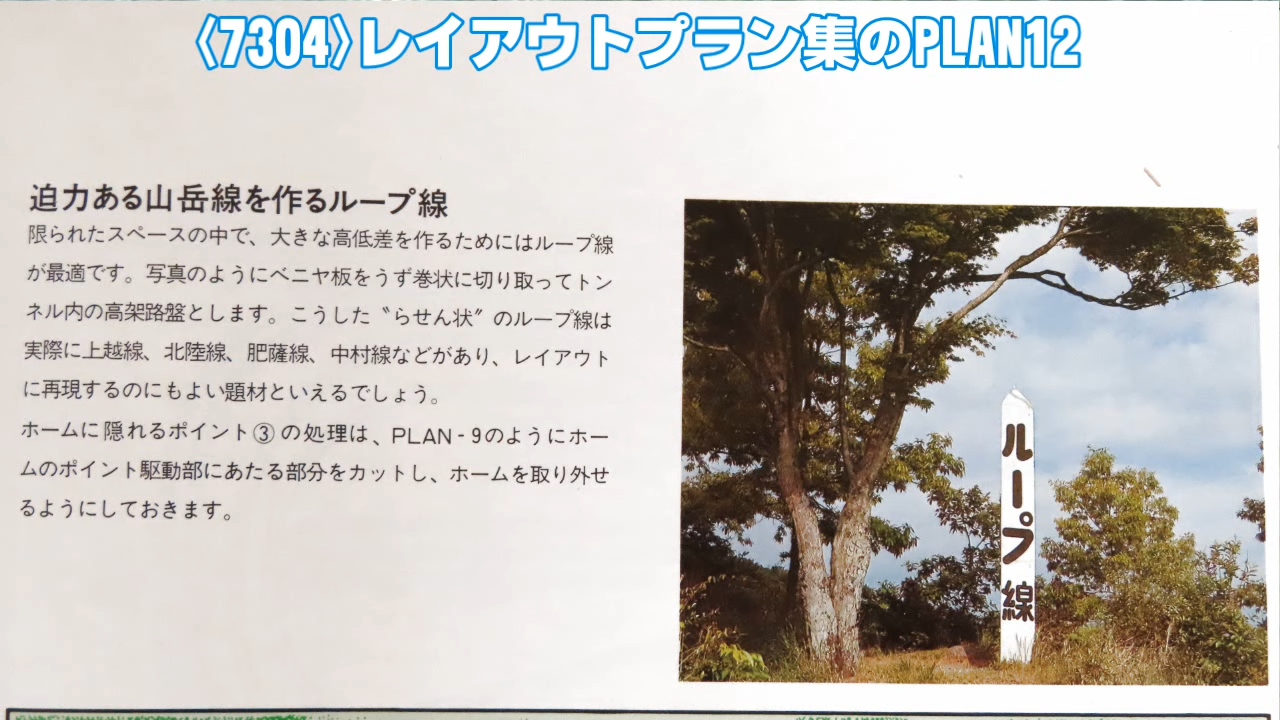 〈7304〉レイアウトプラン集のPLAN12
迫力ある山岳線を作るループ線
限られたスペースの中で、大きな高低差を作るためにはループ線
が最適です。写真のようにベニヤ板をうず巻状に切り取ってトン
ネル内の高架路盤とします。こうした〝らせん状〟のループ線は
実際に上越線、北陸線、肥薩線、中村線などがあり、レイアウト
に再現するのにもよい題材といえるでしょう。
ホームに隠れるポイント③の処理は、PLAN-9のようにホー
ムのポイント駆動部にあたる部分をカットし、ホームを取り外せ
るようにしておきます。
ループ線